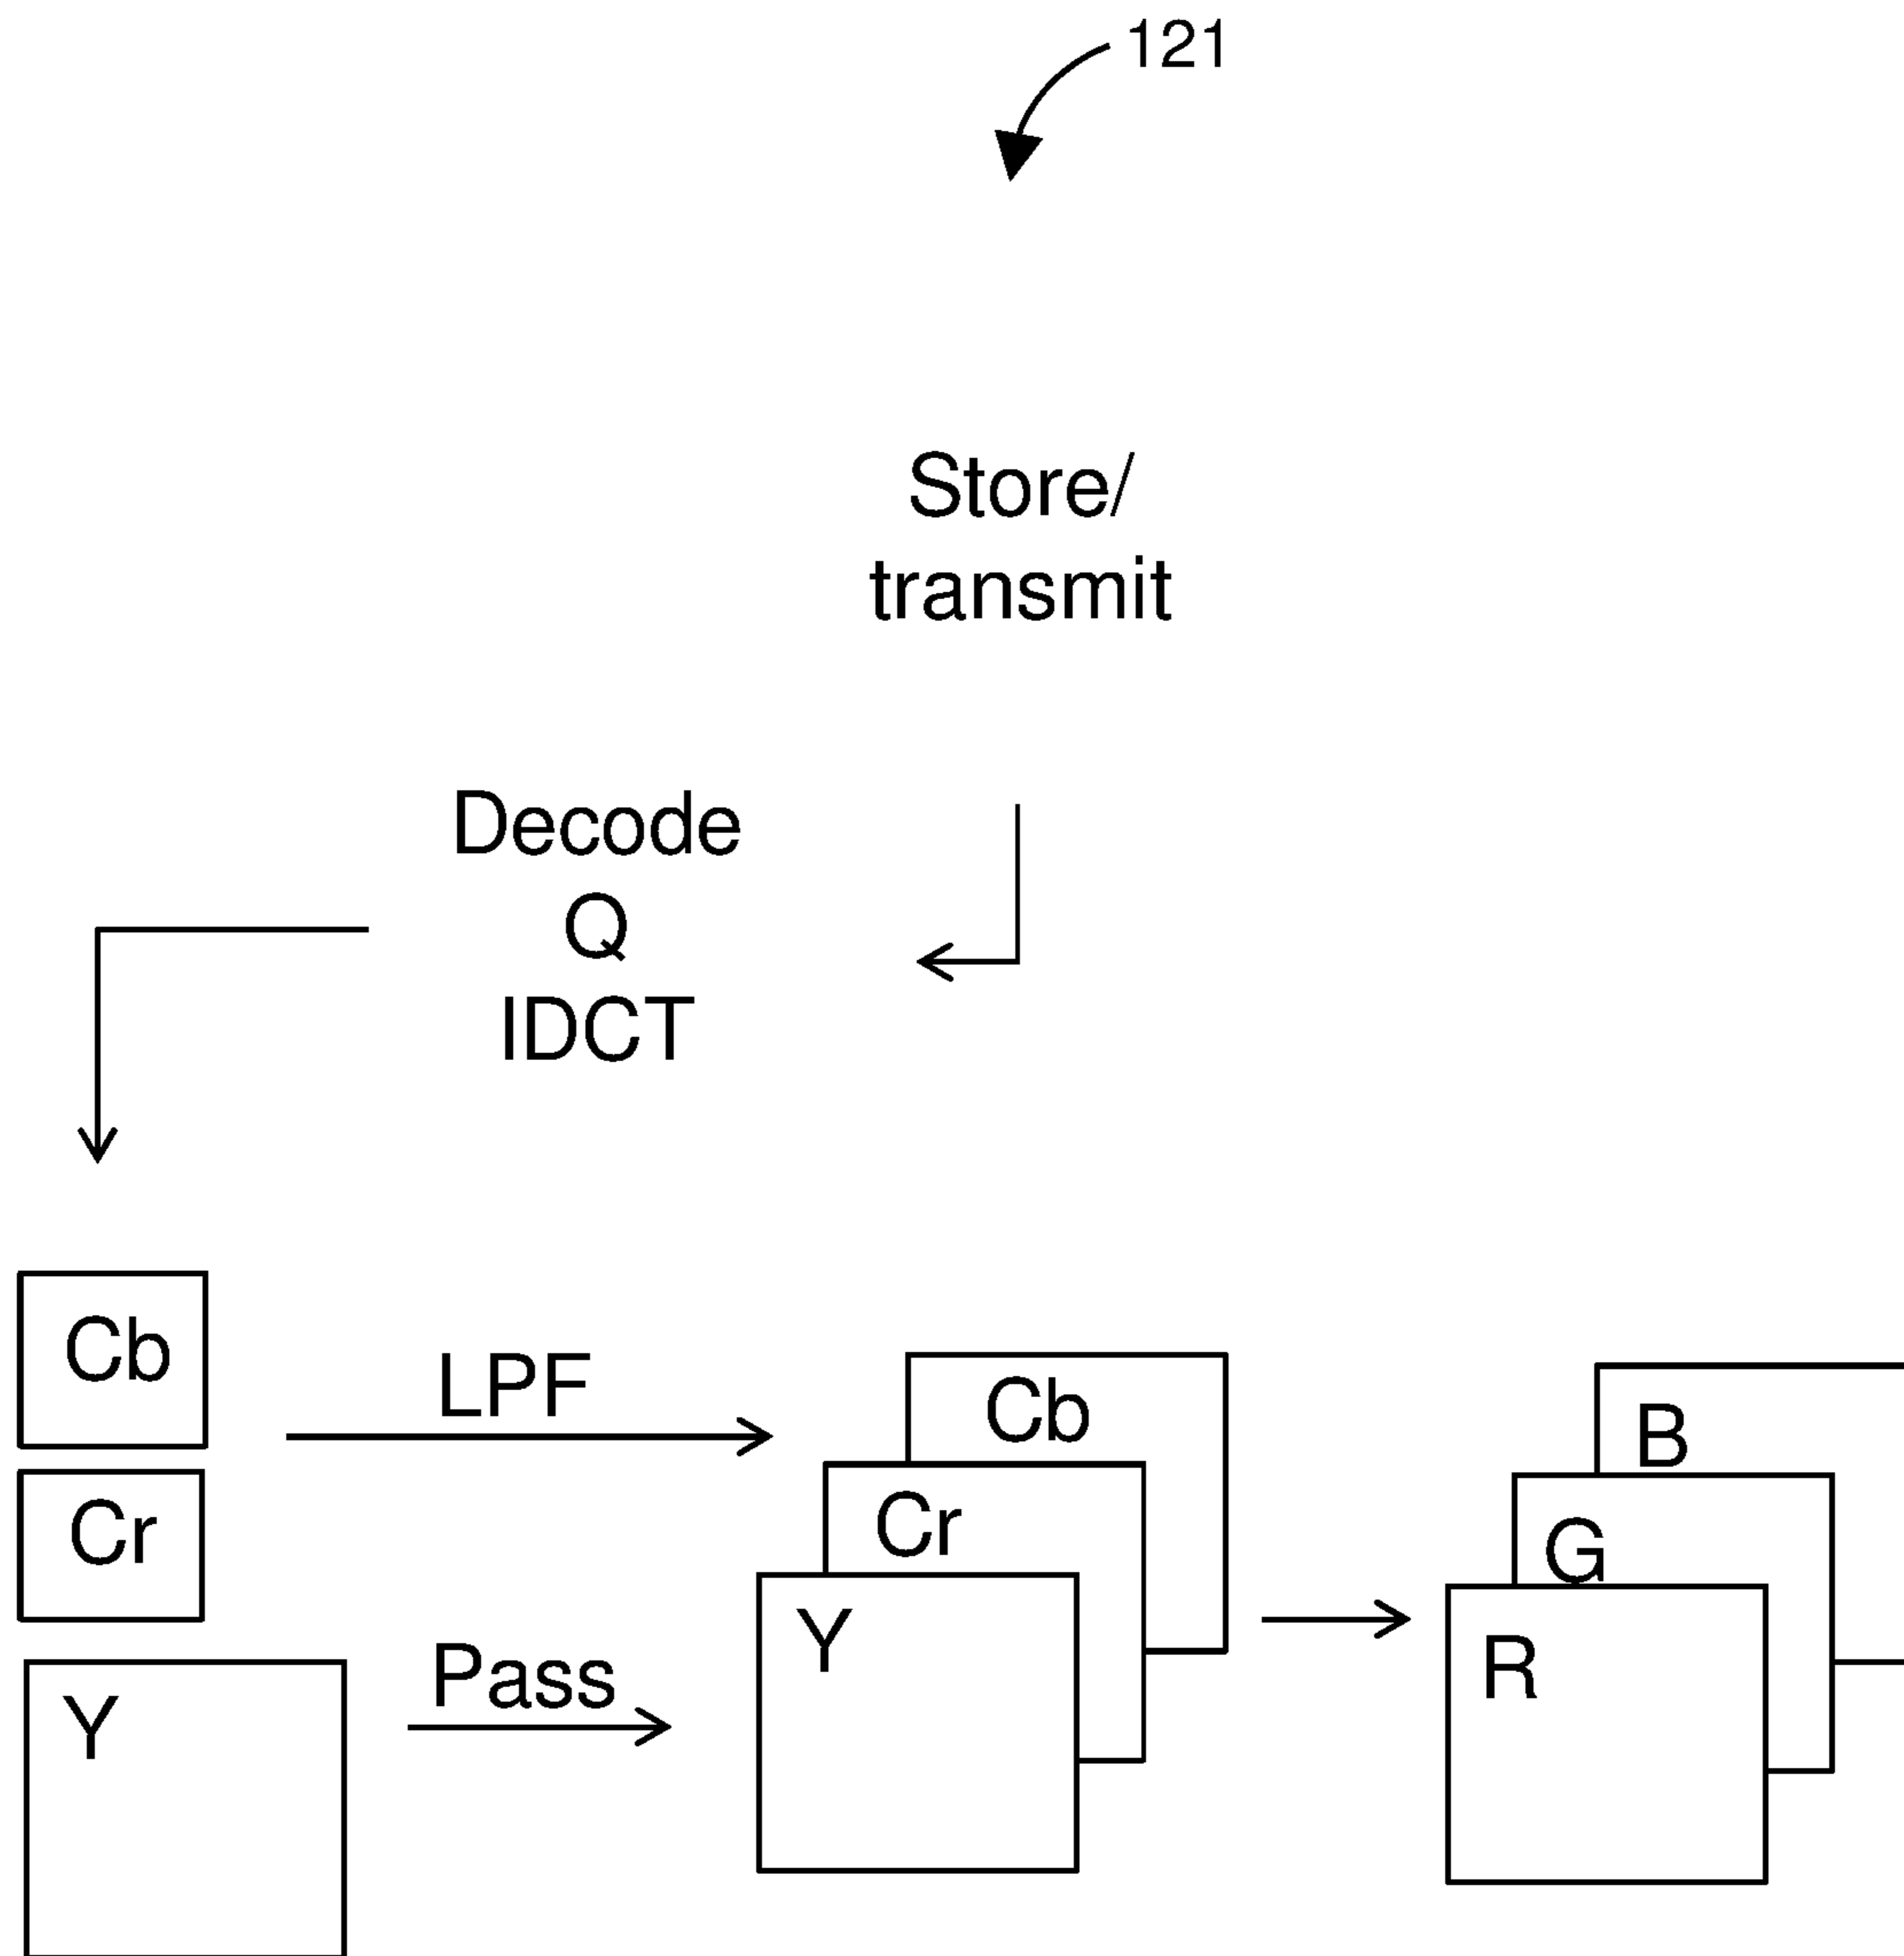 121
Store/
transmit
Decode
Q
IDCT
Cb
LPF
Cb
B
Cr
Cr
G
Y
Pass
Y
R